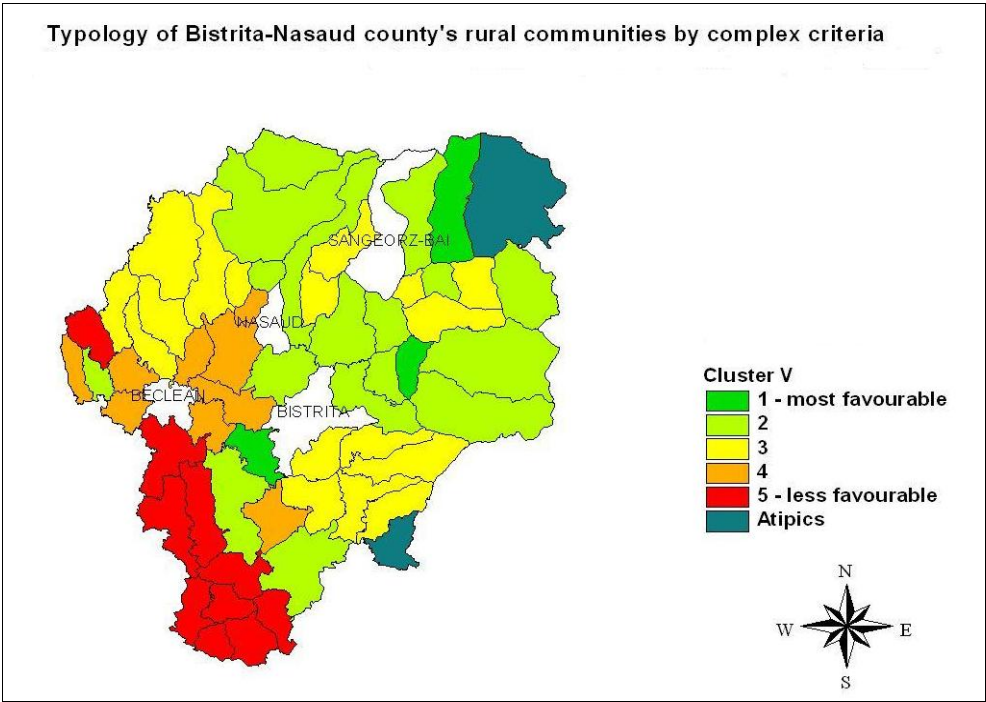 Typology of Bistrita-Nasaud county's rural communities by complex criteria
SANGEORZ-BAI
NASAUD
BECLEAN
BISTRITA
Cluster V
1 - most favourable
2
3
4
5 - less favourable
Atipics
N
W E
S